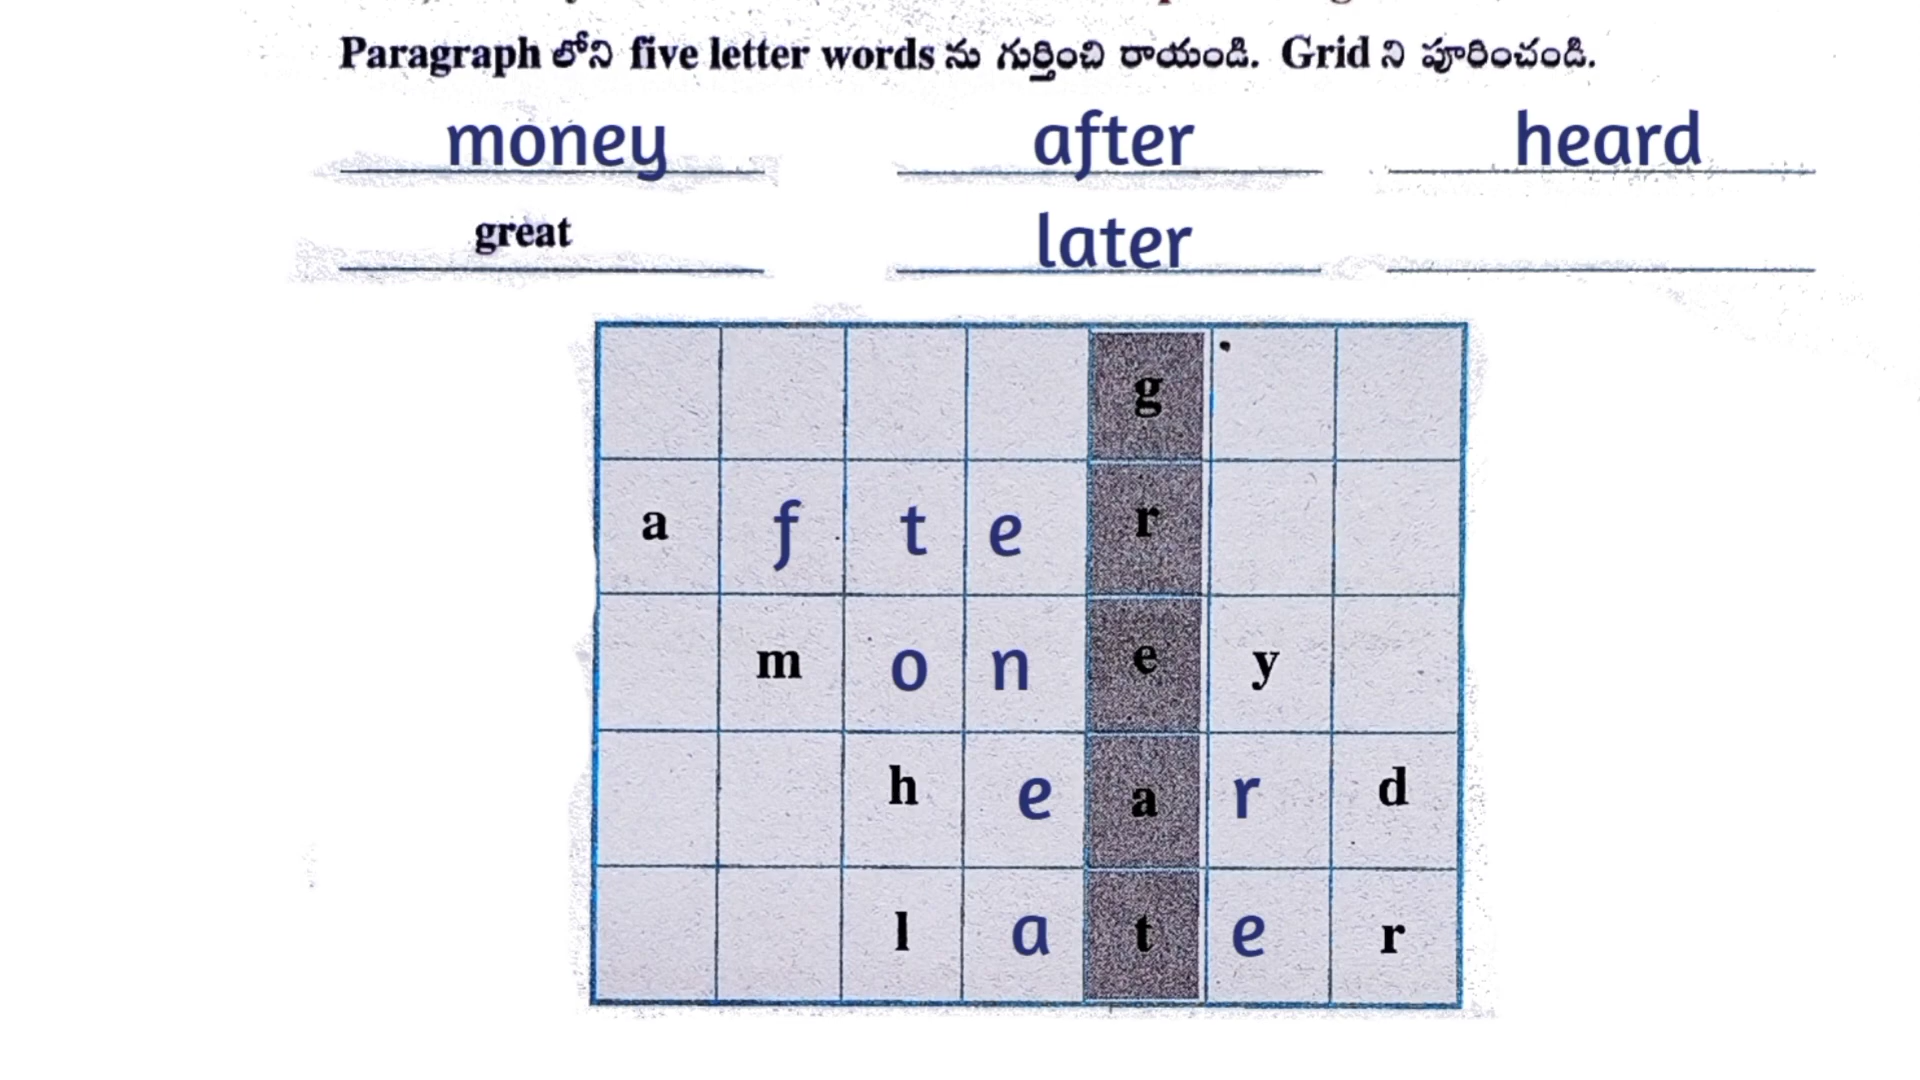 Paragraph లోని five letter words ను గుర్తించి రాయండి. Grid ని పూరించండి.
money after heard
great later
g
a f t e r
m o n e y
h e a r d
l a t e r